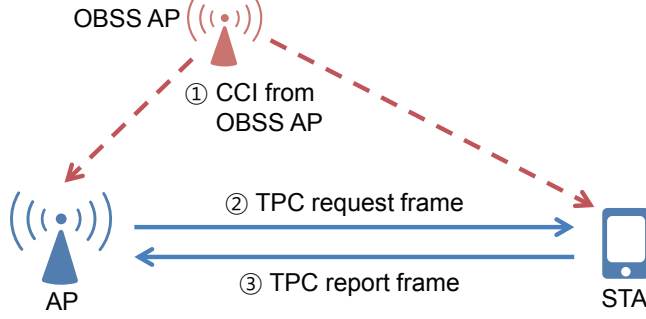 OBSS AP
① CCI from
OBSS AP
② TPC request frame
③ TPC report frame
AP
STA